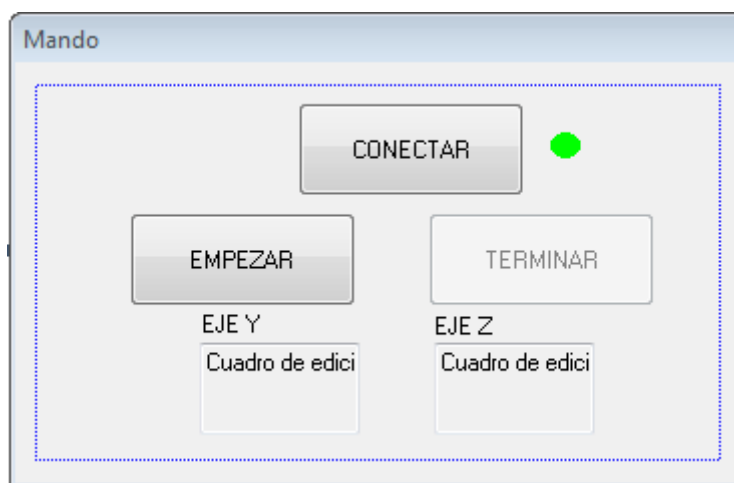 Mando
CONECTAR
EMPEZAR
TERMINAR
EJE Y
EJE Z
Cuadro de edici
Cuadro de edici